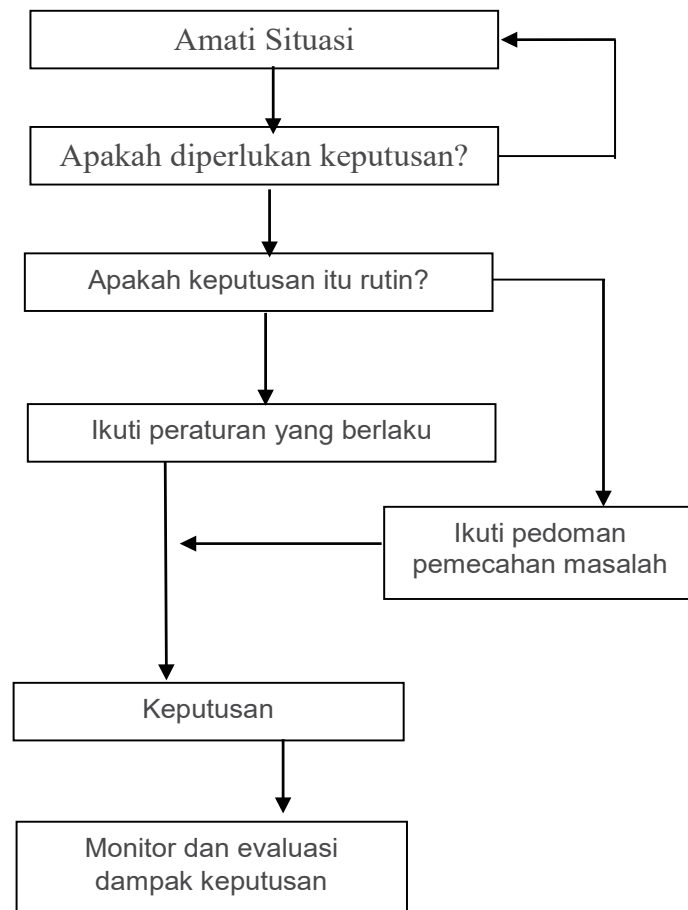 Amati Situasi
Apakah diperlukan keputusan?
Apakah keputusan itu rutin?
Ikuti peraturan yang berlaku
Ikuti pedoman
pemecahan masalah
Keputusan
Monitor dan evaluasi
dampak keputusan